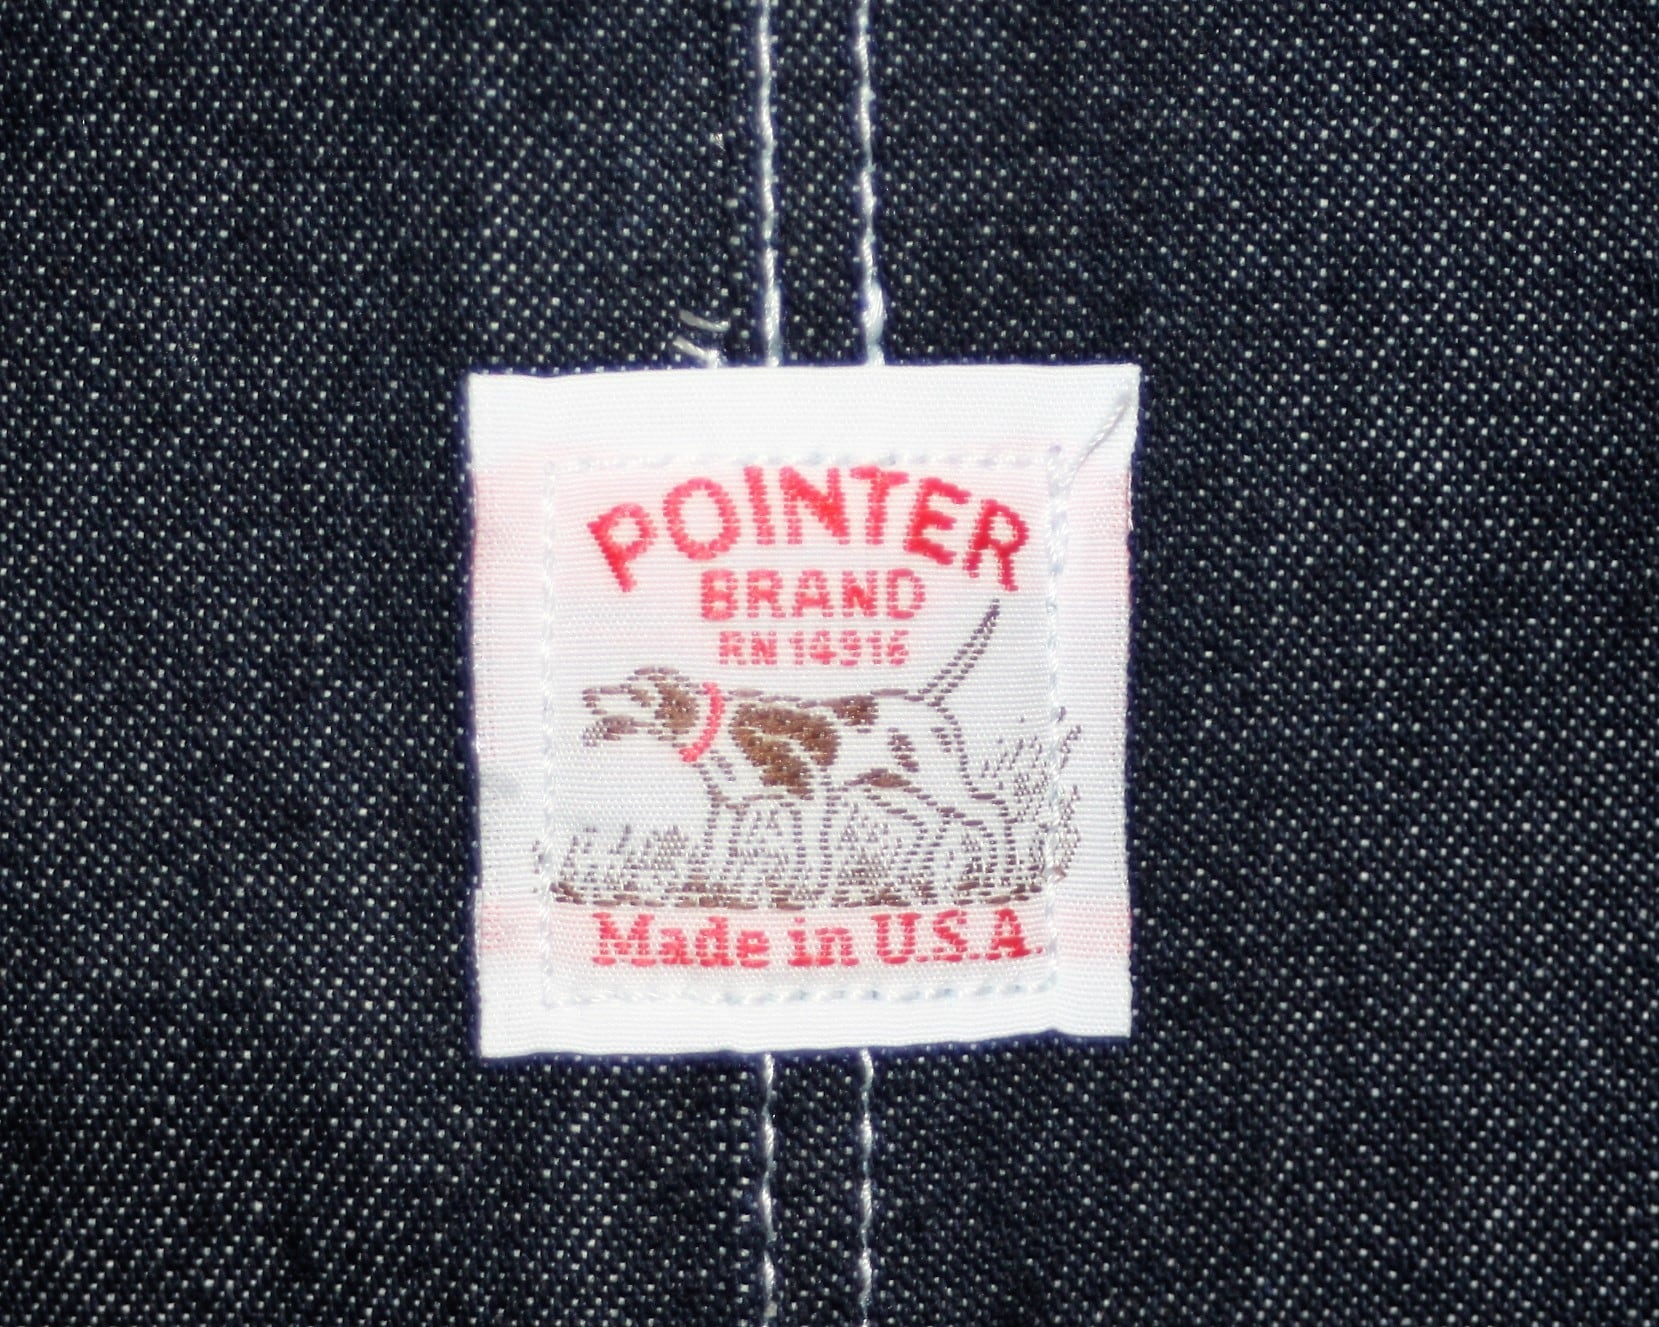 POINTER
BRAND
RN 14916
Made in U.S.A.